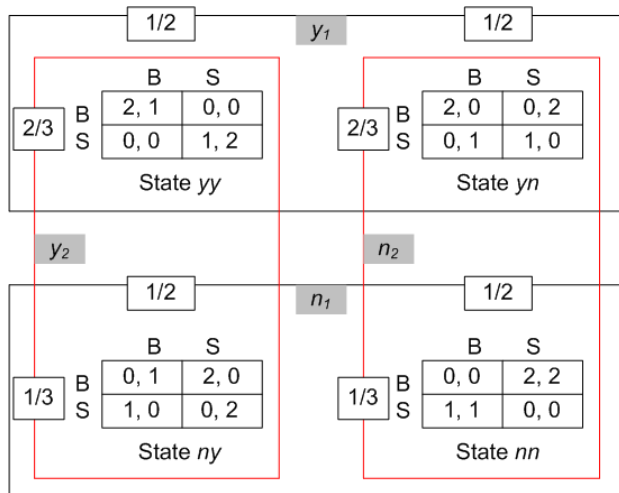 1/2 y1 1/2
B S B S
2/3 B 2, 1 0, 0 2/3 B 2, 0 0, 2
S 0, 0 1, 2 S 0, 1 1, 0
State yy State yn
y2 n2
1/2 n1 1/2
B S B S
1/3 B 0, 1 2, 0 1/3 B 0, 0 2, 2
S 1, 0 0, 2 S 1, 1 0, 0
State ny State nn